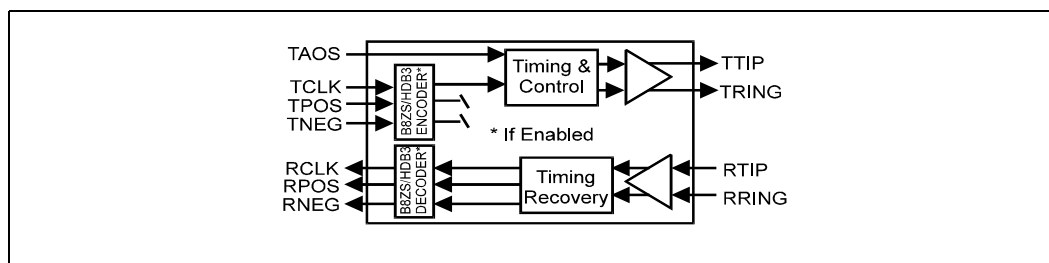 TAOS
TCLK
TPOS
TNEG
B8ZS/HDB3
ENCODER*
Timing &
Control
TTIP
TRING
* If Enabled
RCLK
RPOS
RNEG
B8ZS/HDB3
DECODER*
Timing
Recovery
RTIP
RRING